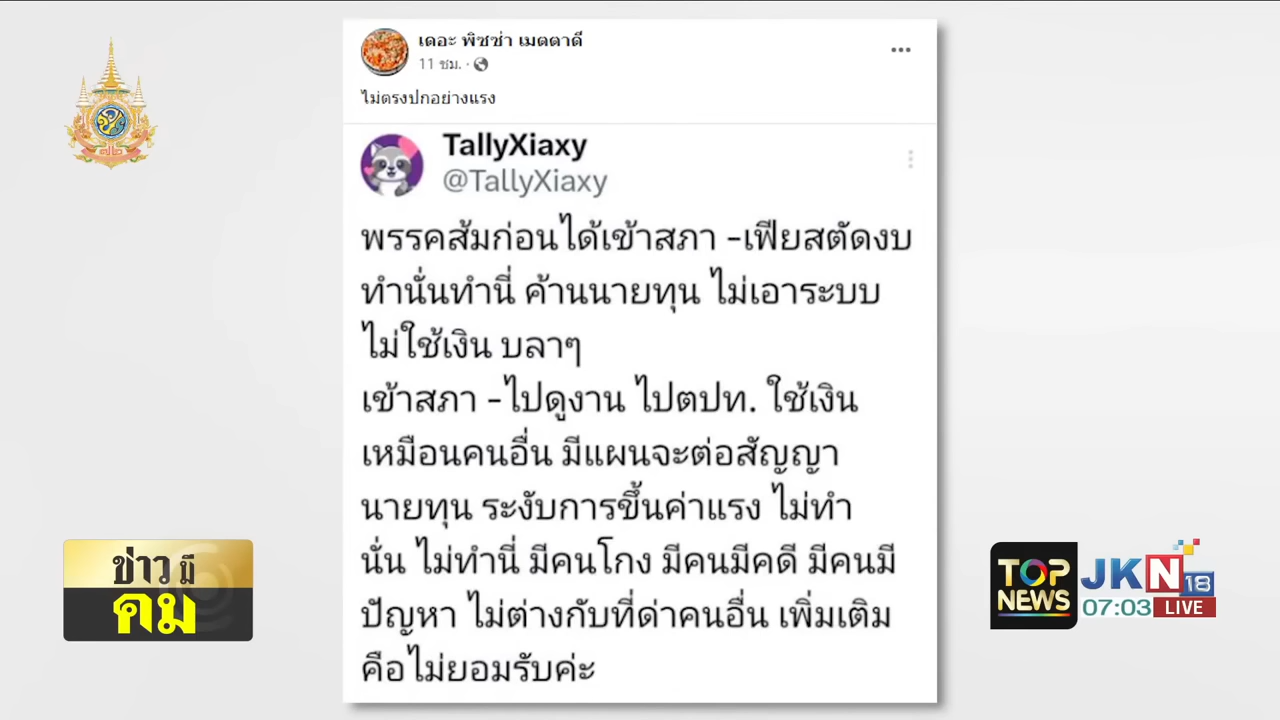 เดอะ พิซซ่า เมตตาดี
11 ชม.
ไม่ตรงปกอย่างแรง
TallyXiaxy
@TallyXiaxy
พรรคส้มก่อนได้เข้าสภา -เฟียสตัดงบ
ทำนั่นทำนี่ ค้านนายทุน ไม่เอาระบบ
ไม่ใช้เงิน บลาๆ
เข้าสภา -ไปดูงาน ไปตปท. ใช้เงิน
เหมือนคนอื่น มีแผนจะต่อสัญญา
นายทุน ระงับการขึ้นค่าแรง ไม่ทำ
นั่น ไม่ทำนี่ มีคนโกง มีคนมีคดี มีคนมี
ปัญหา ไม่ต่างกับที่ด่าคนอื่น เพิ่มเติม
คือไม่ยอมรับค่ะ
ข่าวมี
คม
TOP
NEWS
JKN18
07:03 LIVE